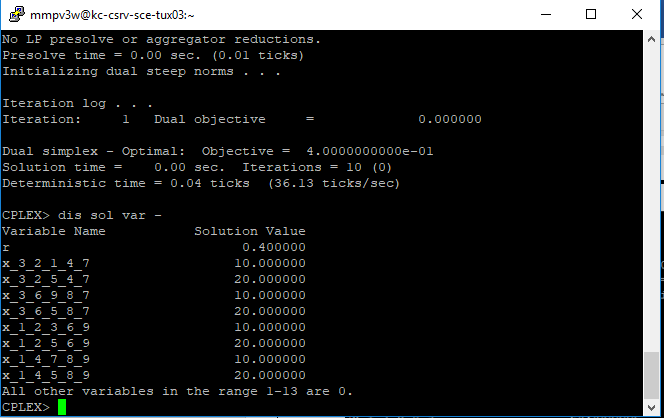 mmpv3w@kc-csrv-sce-tux03:~
No LP presolve or aggregator reductions.
Presolve time = 0.00 sec. (0.01 ticks)
Initializing dual steep norms . . .
Iteration log . . .
Iteration:     1   Dual objective     =             0.000000
Dual simplex - Optimal:  Objective =  4.0000000000e-01
Solution time =    0.00 sec.  Iterations = 10 (0)
Deterministic time = 0.04 ticks  (36.13 ticks/sec)
CPLEX> dis sol var -
Variable Name           Solution Value
r                             0.400000
x_3_2_1_4_7                  10.000000
x_3_2_5_4_7                  20.000000
x_3_6_9_8_7                  10.000000
x_3_6_5_8_7                  20.000000
x_1_2_3_6_9                  10.000000
x_1_2_5_6_9                  20.000000
x_1_4_7_8_9                  10.000000
x_1_4_5_8_9                  20.000000
All other variables in the range 1-13 are 0.
CPLEX>